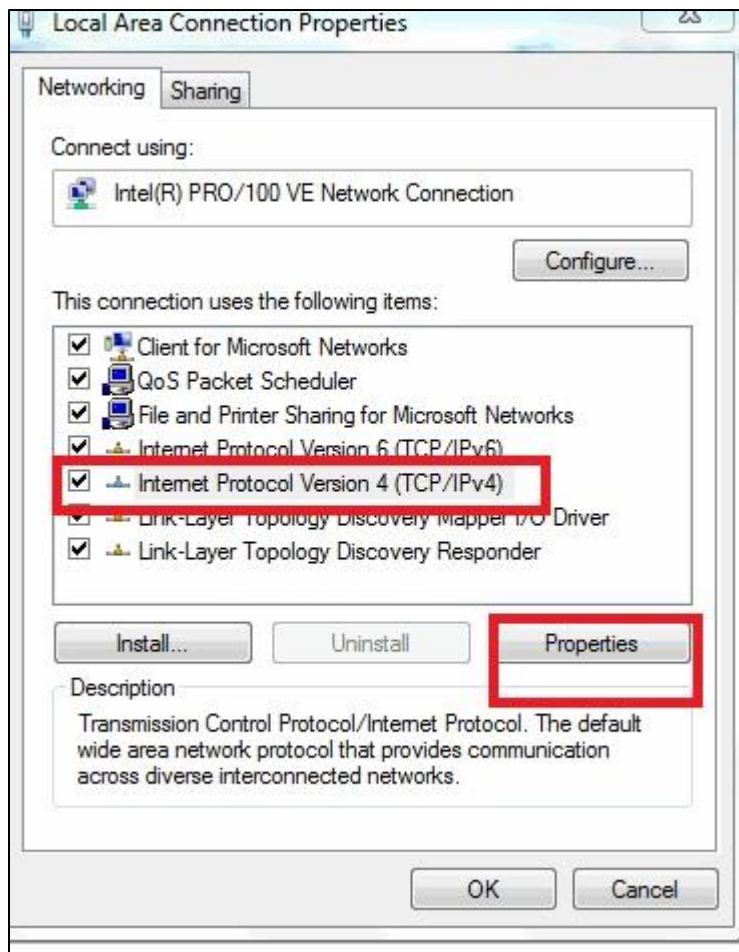 Local Area Connection Properties
Networking Sharing
Connect using:
Intel(R) PRO/100 VE Network Connection
Configure...
This connection uses the following items:
Client for Microsoft Networks
QoS Packet Scheduler
File and Printer Sharing for Microsoft Networks
Internet Protocol Version 6 (TCP/IPv6)
Internet Protocol Version 4 (TCP/IPv4)
Link-Layer Topology Discovery Mapper I/O Driver
Link-Layer Topology Discovery Responder
Install... Uninstall Properties
Description
Transmission Control Protocol/Internet Protocol. The default
wide area network protocol that provides communication
across diverse interconnected networks.
OK Cancel